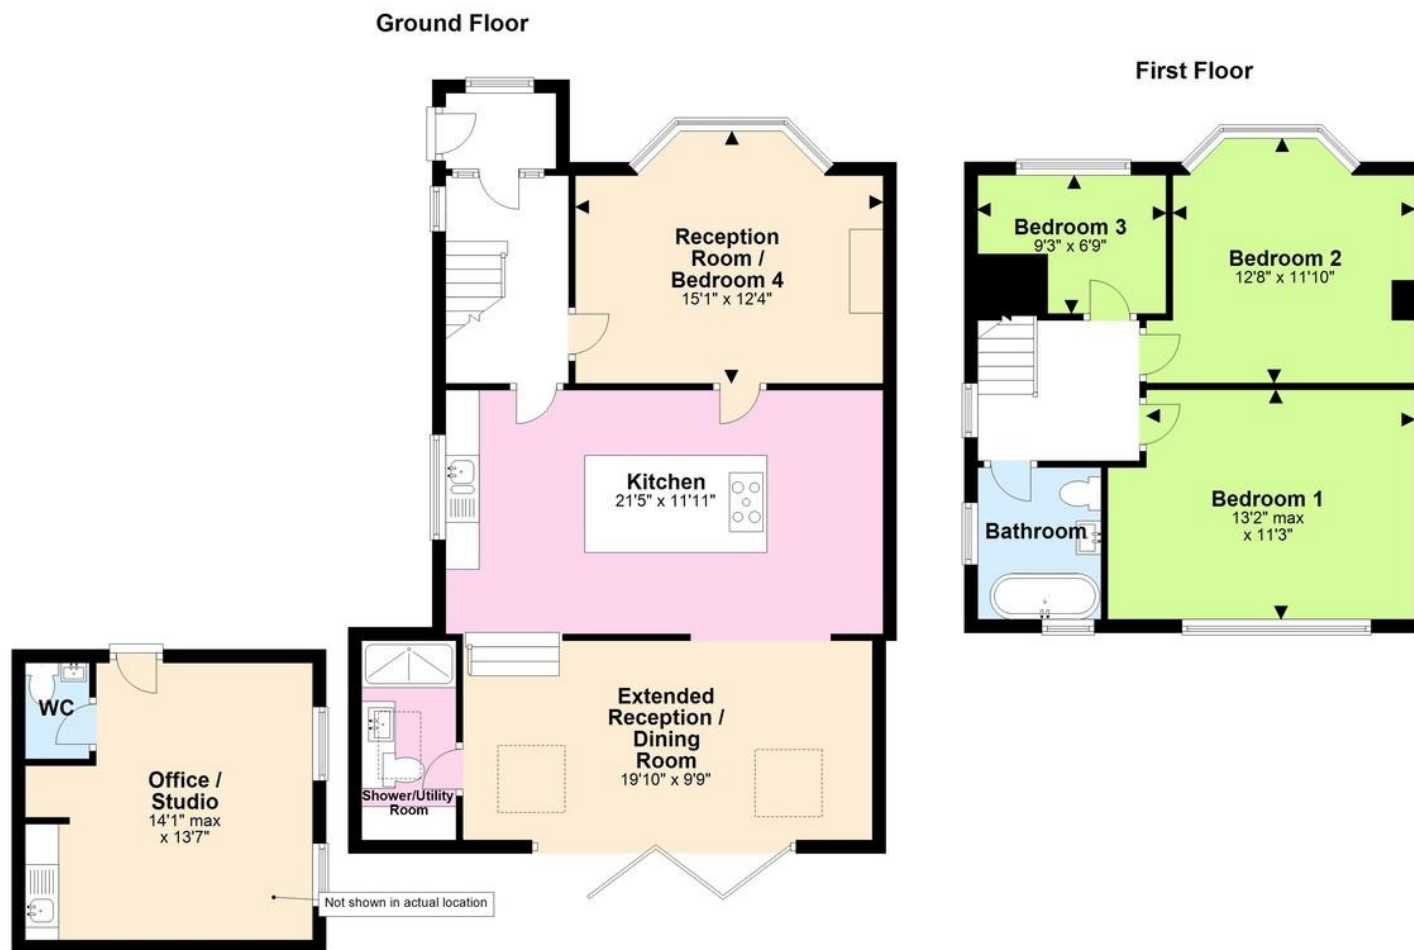 Ground Floor
First Floor
Reception
Room /
Bedroom 4
15'1" x 12'4"
Bedroom 3
9'3" x 6'9"
Bedroom 2
12'8" x 11'10"
Kitchen
21'5" x 11'11"
Bedroom 1
13'2" max
x 11'3"
Bathroom
WC
Office /
Studio
14'1" max
x 13'7"
Shower/Utility
Room
Extended
Reception /
Dining
Room
19'10" x 9'9"
Not shown in actual location